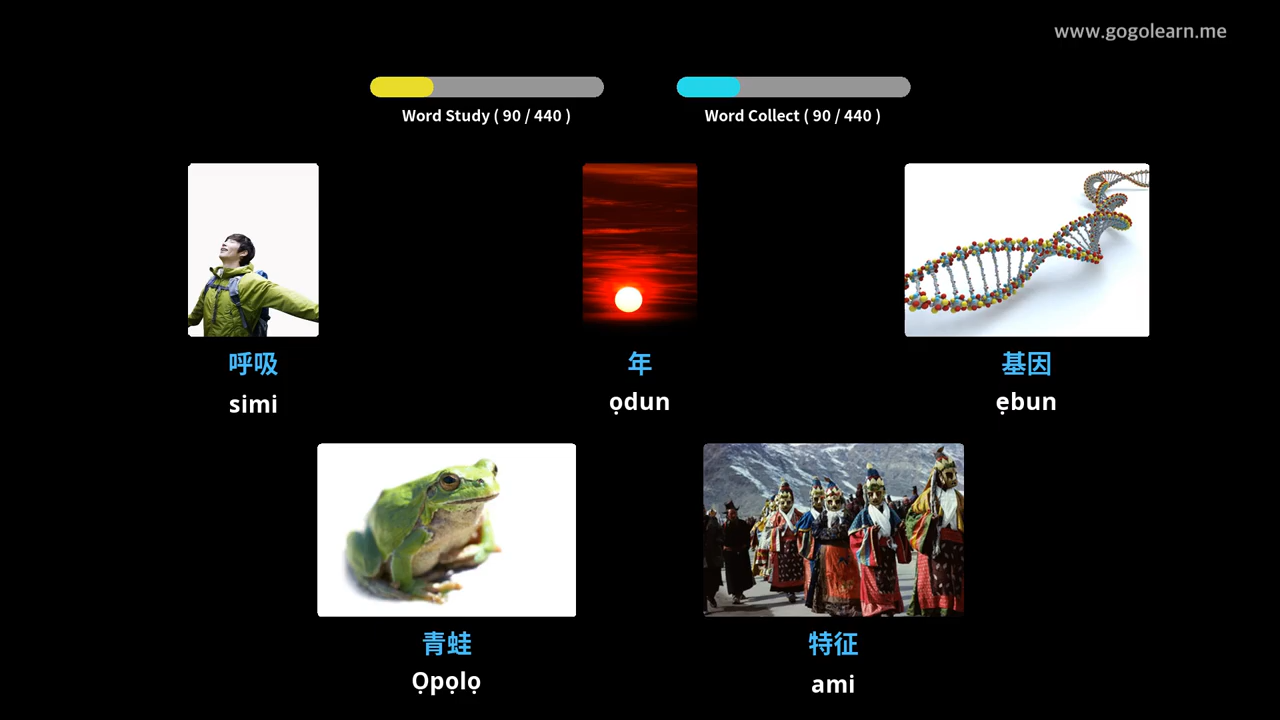 www.gogolearn.me
Word Study ( 90 / 440 )
Word Collect ( 90 / 440 )
呼吸
simi
年
ọdun
基因
ẹbun
青蛙
Ọpọlọ
特征
ami